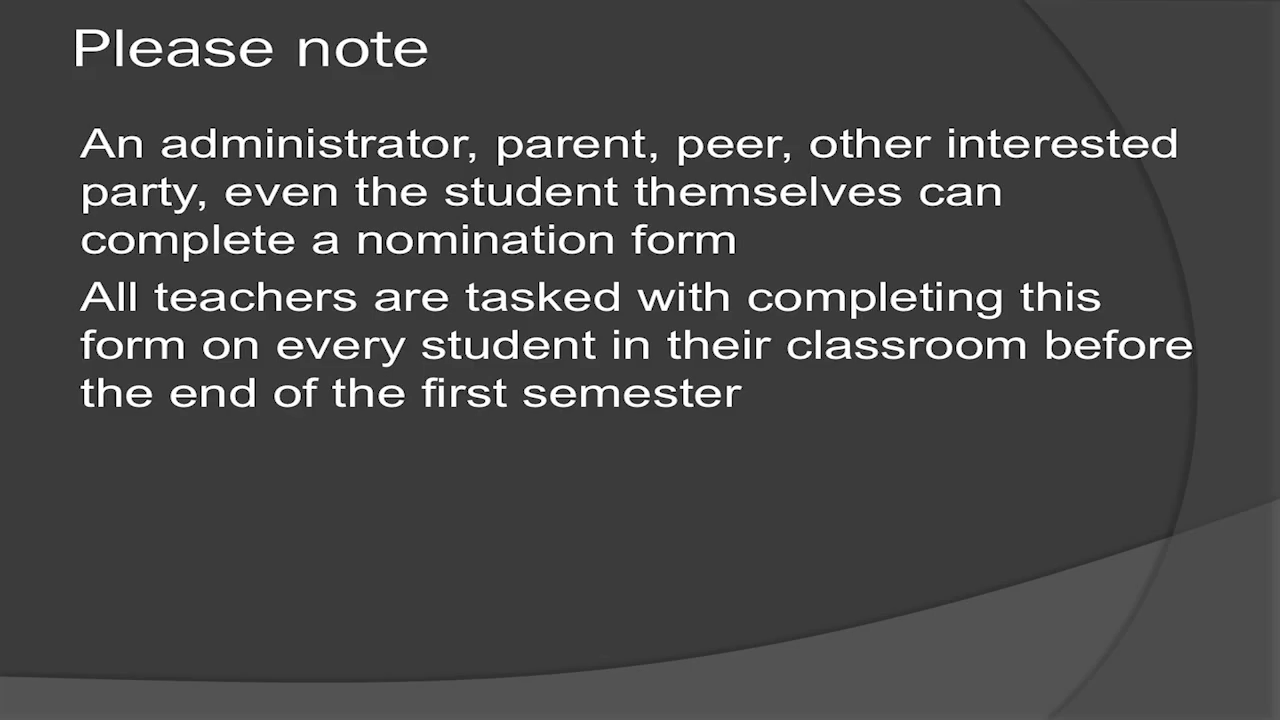 Please note
An administrator, parent, peer, other interested
party, even the student themselves can
complete a nomination form
All teachers are tasked with completing this
form on every student in their classroom before
the end of the first semester